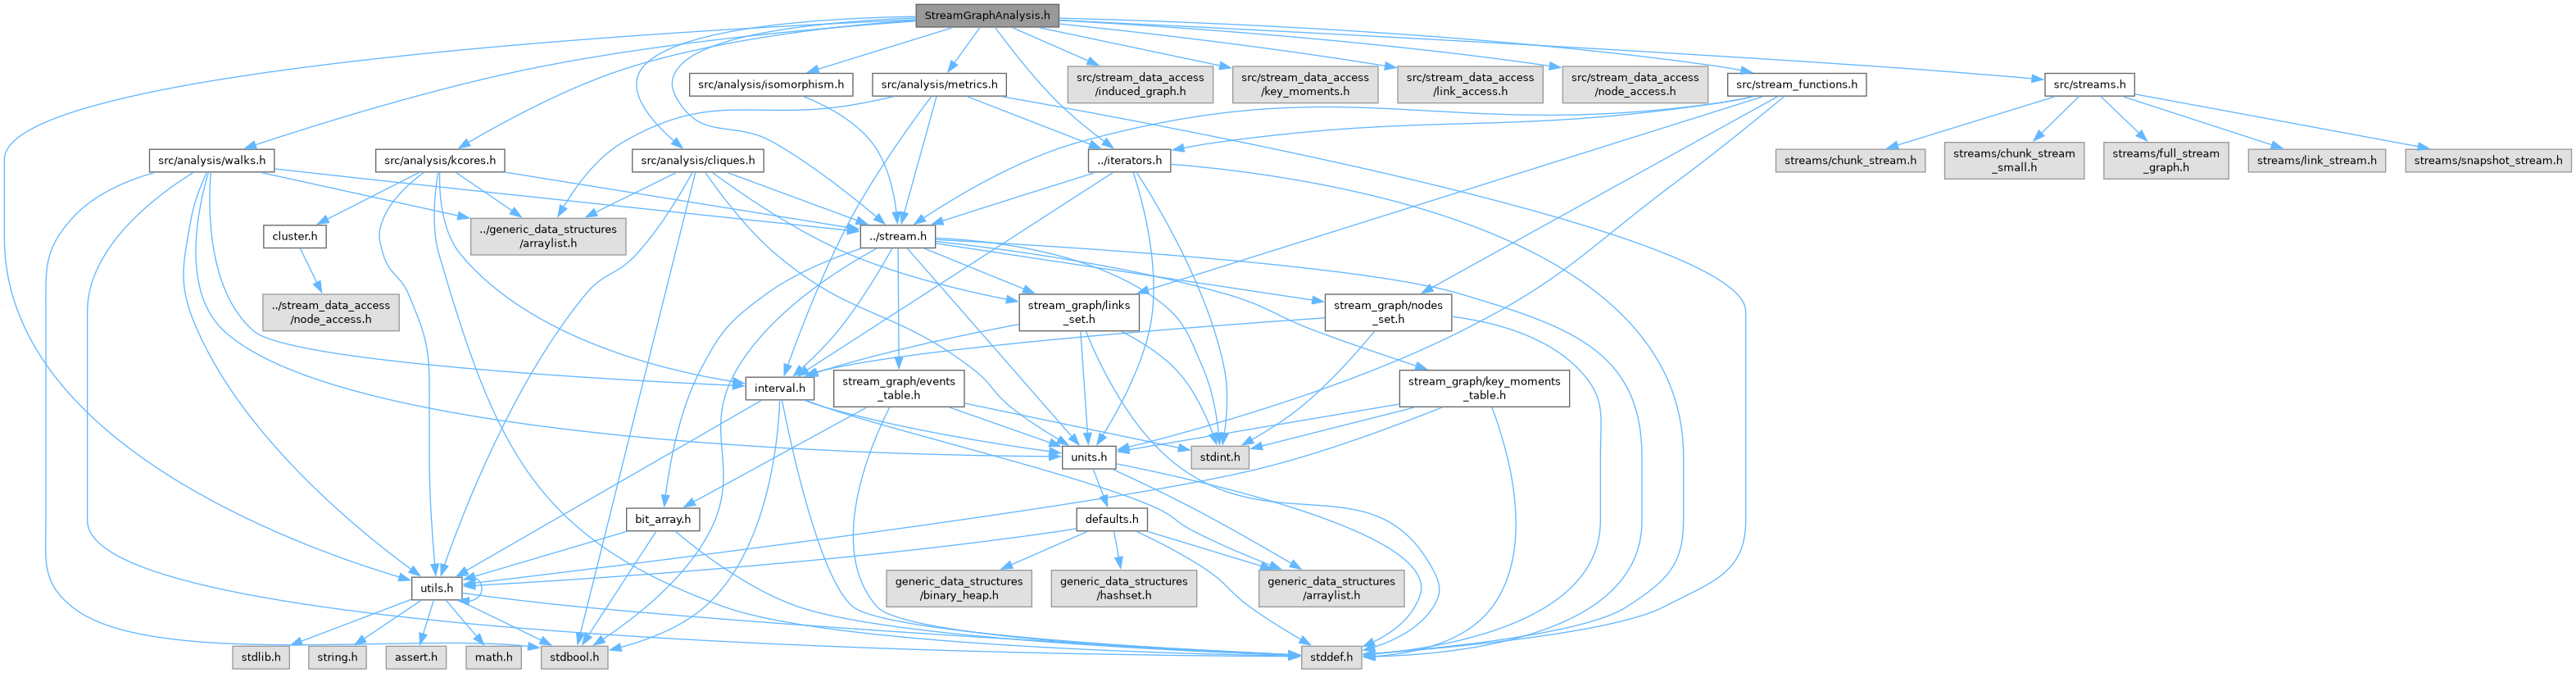 StreamGraphAnalysis.h
src/analysis/isomorphism.h
src/analysis/metrics.h
src/stream_data_access
/induced_graph.h
src/stream_data_access
/key_moments.h
src/stream_data_access
/link_access.h
src/stream_data_access
/node_access.h
src/stream_functions.h
src/streams.h
src/analysis/walks.h
src/analysis/kcores.h
src/analysis/cliques.h
../iterators.h
streams/chunk_stream.h
streams/chunk_stream
_small.h
streams/full_stream
_graph.h
streams/link_stream.h
streams/snapshot_stream.h
cluster.h
../generic_data_structures
/arraylist.h
../stream.h
../stream_data_access
/node_access.h
stream_graph/links
_set.h
stream_graph/nodes
_set.h
interval.h
stream_graph/events
_table.h
stream_graph/key_moments
_table.h
units.h
stdint.h
bit_array.h
defaults.h
utils.h
generic_data_structures
/binary_heap.h
generic_data_structures
/hashset.h
generic_data_structures
/arraylist.h
stdlib.h
string.h
assert.h
math.h
stdbool.h
stddef.h